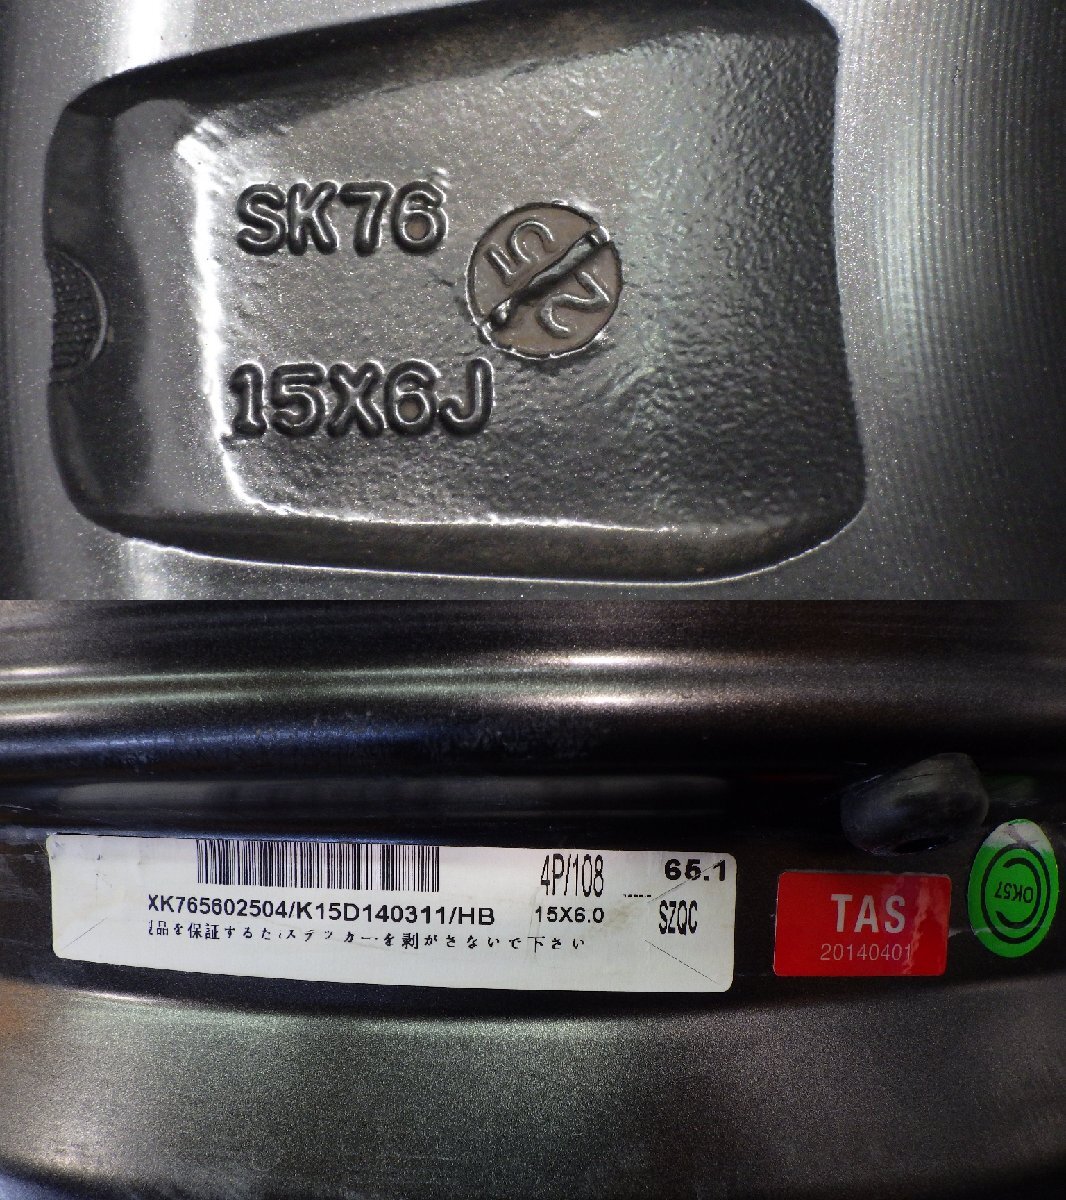 SK76
25
15X6J
4P/108
65.1
XK765602504/K15D140311/HB
15X6.0
SZQC
品を保証するた ステッカーを剥がさないで下さい
TAS
20140401
OK57